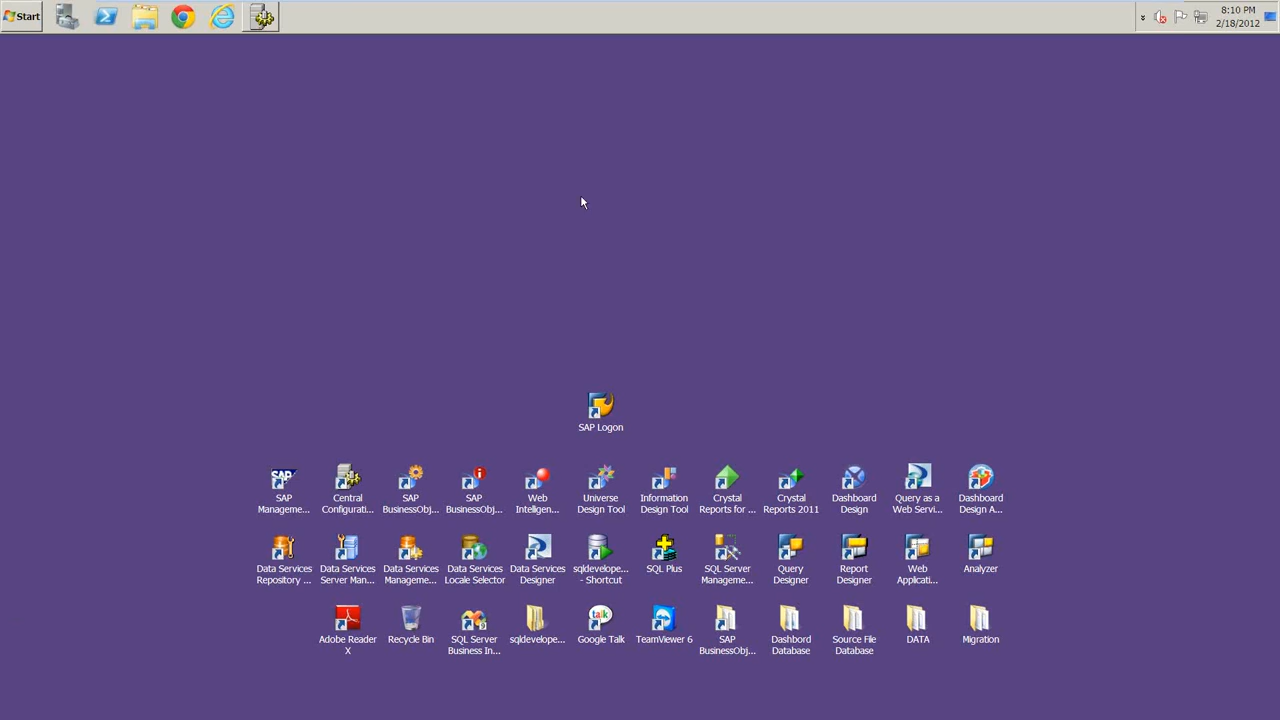 Start
8:10 PM
2/18/2012
SAP Logon
SAP
Manageme...
Central
Configurati...
SAP
BusinessObj...
SAP
BusinessObj...
Web
Intelligen...
Universe
Design Tool
Information
Design Tool
Crystal
Reports for ...
Crystal
Reports 2011
Dashboard
Design
Query as a
Web Servi...
Dashboard
Design A...
Data Services
Repository ...
Data Services
Server Man...
Data Services
Manageme...
Data Services
Locale Selector
Data Services
Designer
sqldevelope...
- Shortcut
SQL Plus
SQL Server
Manageme...
Query
Designer
Report
Designer
Web
Applicati...
Analyzer
Adobe Reader
X
Recycle Bin
SQL Server
Business In...
sqldevelope...
talk
Google Talk
TeamViewer 6
SAP
BusinessObj...
Dashbord
Database
Source File
Database
DATA
Migration